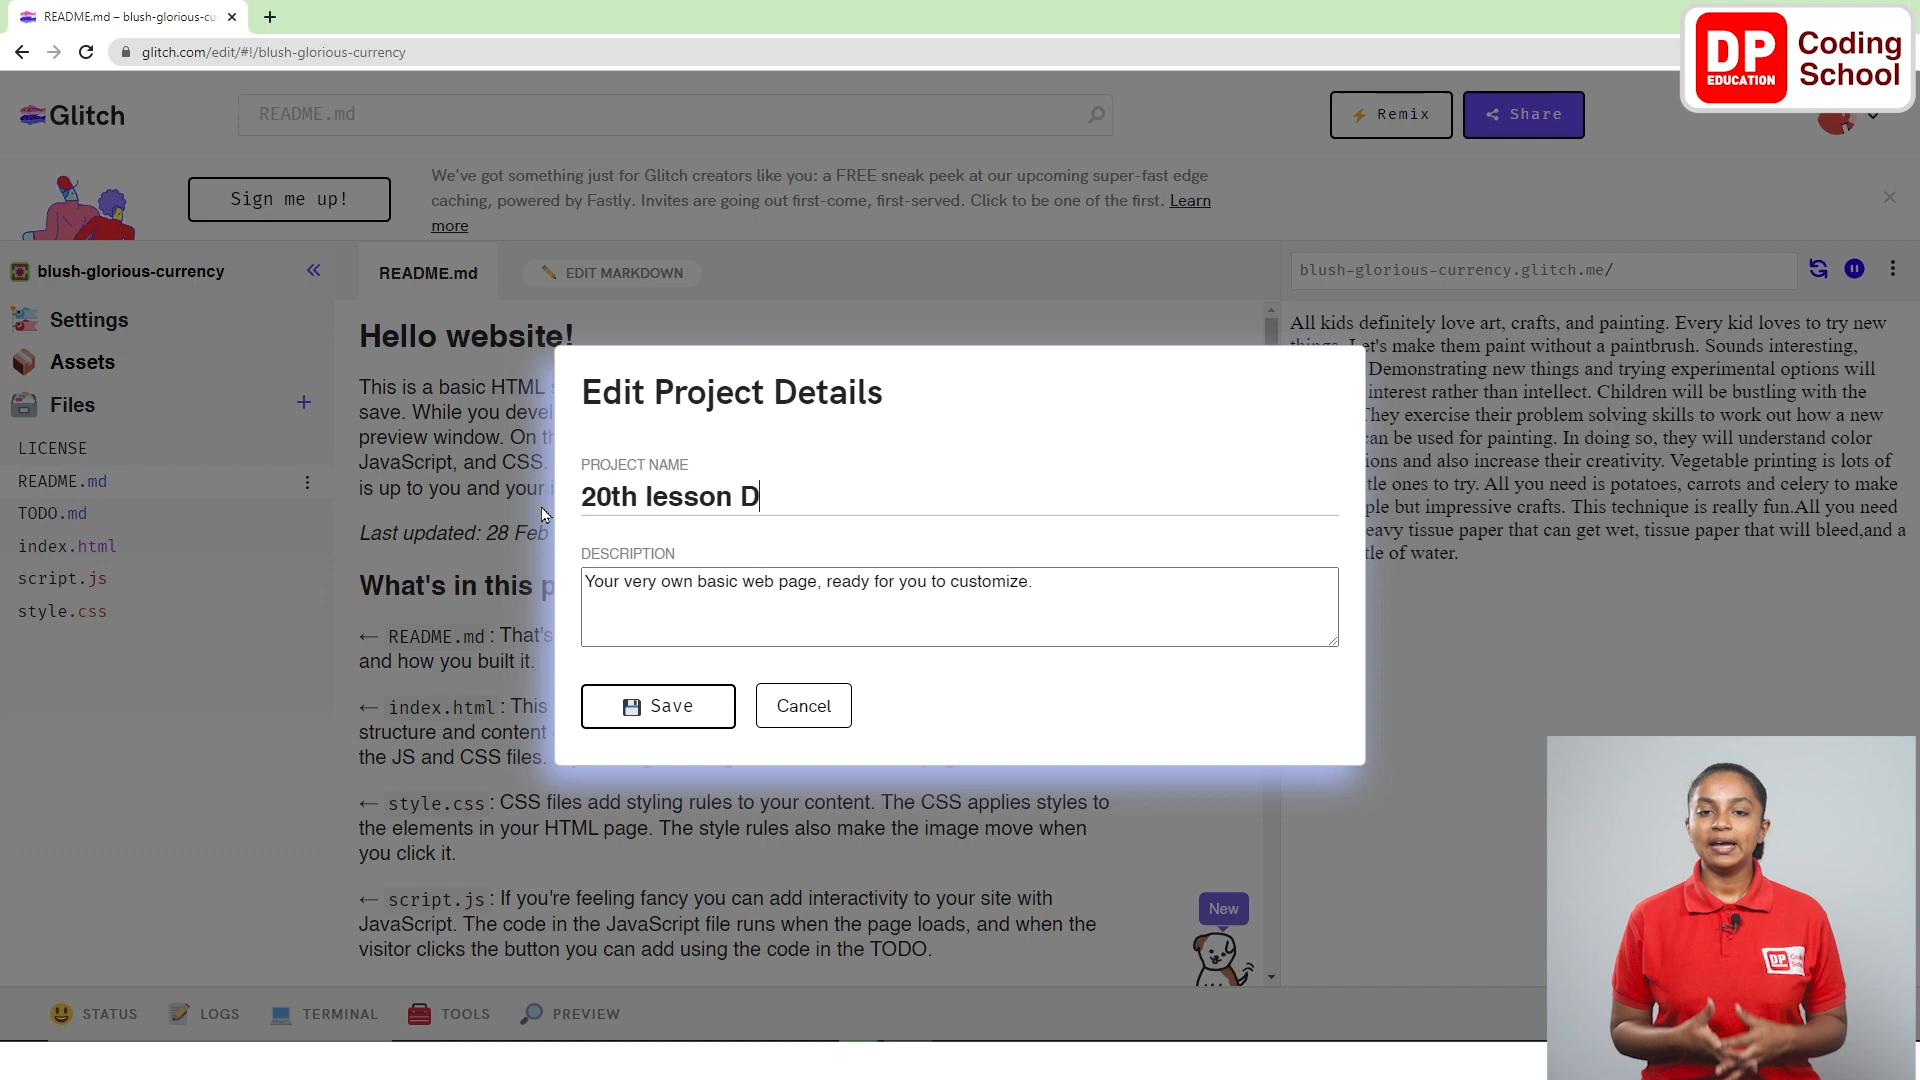 README.md – blush-glorious-cu
glitch.com/edit/#!/blush-glorious-currency
DP
EDUCATION
Coding
School
Glitch
README.md
Remix
Share
Sign me up!
We've got something just for Glitch creators like you: a FREE sneak peek at our upcoming super-fast edge
caching, powered by Fastly. Invites are going out first-come, first-served. Click to be one of the first. Learn
more
blush-glorious-currency
Settings
Assets
Files
LICENSE
README.md
TODO.md
index.html
script.js
style.css
README.md
EDIT MARKDOWN
Hello website!
This is a basic HTML
save. While you deve
preview window. On
JavaScript, and CSS.
is up to you and your
Last updated: 28 Feb
What's in this
← README.md: That's
and how you built it.
← index.html: This
structure and content
the JS and CSS files.
← style.css: CSS files add styling rules to your content. The CSS applies styles to
the elements in your HTML page. The style rules also make the image move when
you click it.
← script.js: If you're feeling fancy you can add interactivity to your site with
JavaScript. The code in the JavaScript file runs when the page loads, and when the
visitor clicks the button you can add using the code in the TODO.
Edit Project Details
PROJECT NAME
20th lesson D
DESCRIPTION
Your very own basic web page, ready for you to customize.
Save
Cancel
blush-glorious-currency.glitch.me/
All kids definitely love art, crafts, and painting. Every kid loves to try new
things. Let's make them paint without a paintbrush. Sounds interesting,
Demonstrating new things and trying experimental options will
interest rather than intellect. Children will be bustling with the
They exercise their problem solving skills to work out how a new
can be used for painting. In doing so, they will understand color
ions and also increase their creativity. Vegetable printing is lots of
tle ones to try. All you need is potatoes, carrots and celery to make
ple but impressive crafts. This technique is really fun.All you need
eavy tissue paper that can get wet, tissue paper that will bleed,and a
tle of water.
New
STATUS
LOGS
TERMINAL
TOOLS
PREVIEW
DP